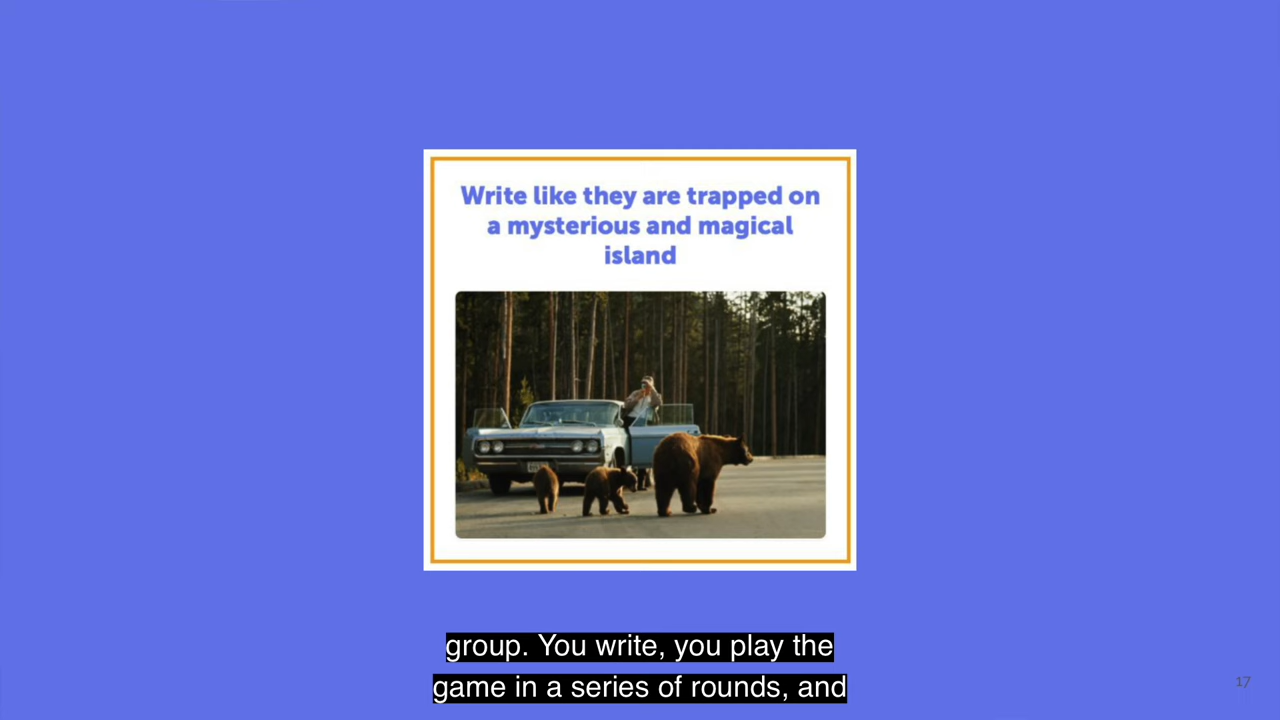 Write like they are trapped on
a mysterious and magical
island
group. You write, you play the
game in a series of rounds, and
17